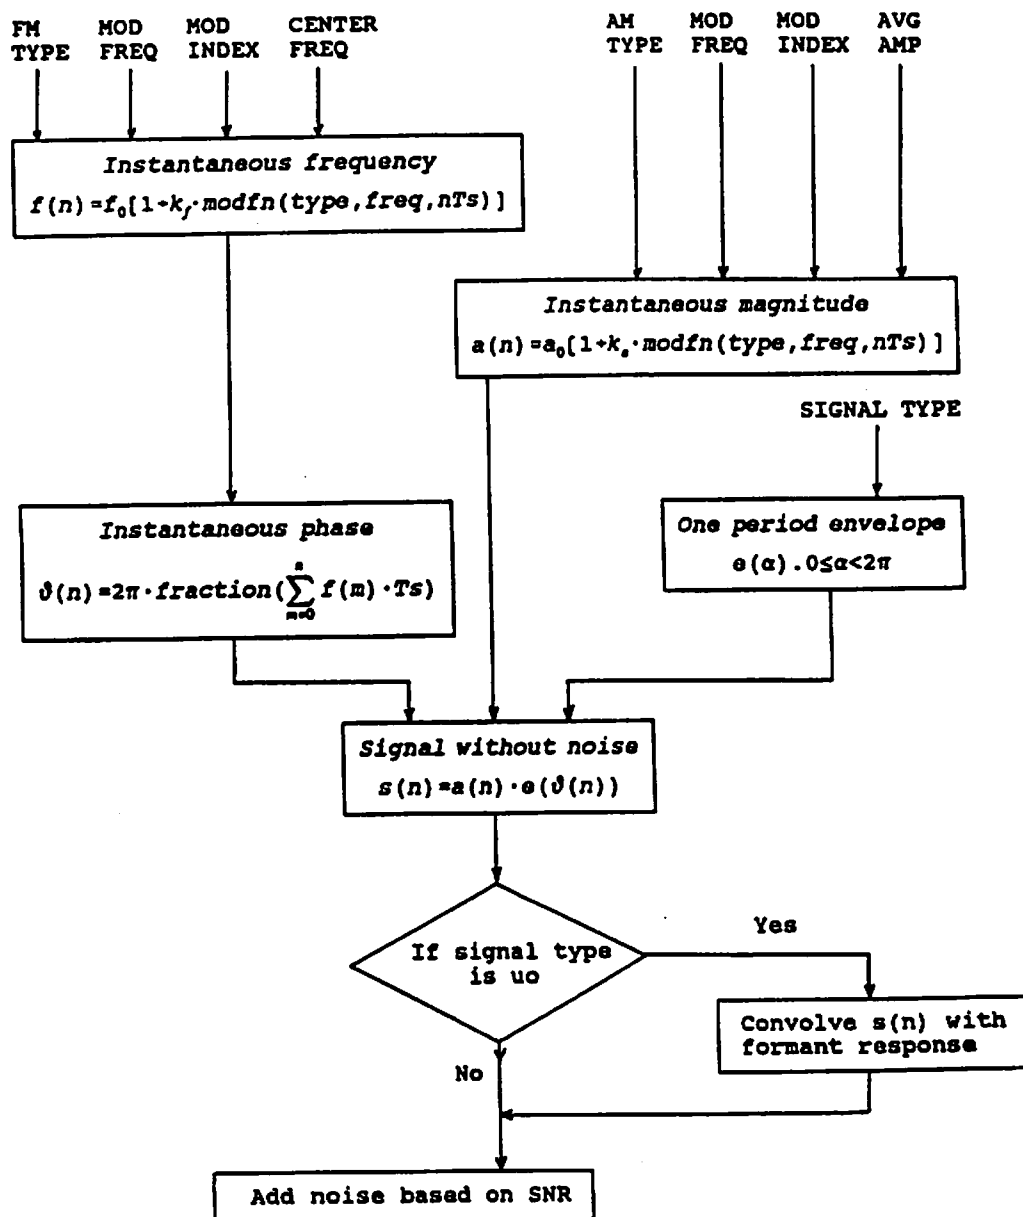 FM TYPE
MOD FREQ
MOD INDEX
CENTER FREQ
AM TYPE
MOD FREQ
MOD INDEX
AVG AMP
Instantaneous frequency
f(n)=f₀[1+k_f·modfn(type,freq,nTs)]
Instantaneous magnitude
a(n)=a₀[1+kₐ·modfn(type,freq,nTs)]
SIGNAL TYPE
Instantaneous phase
ϑ(n)=2π·fraction(∑_{m=0}^{n} f(m)·Ts)
One period envelope
e(α).0≤α<2π
Signal without noise
s(n)=a(n)·e(ϑ(n))
If signal type
is uo
Yes
No
Convolve s(n) with
formant response
Add noise based on SNR